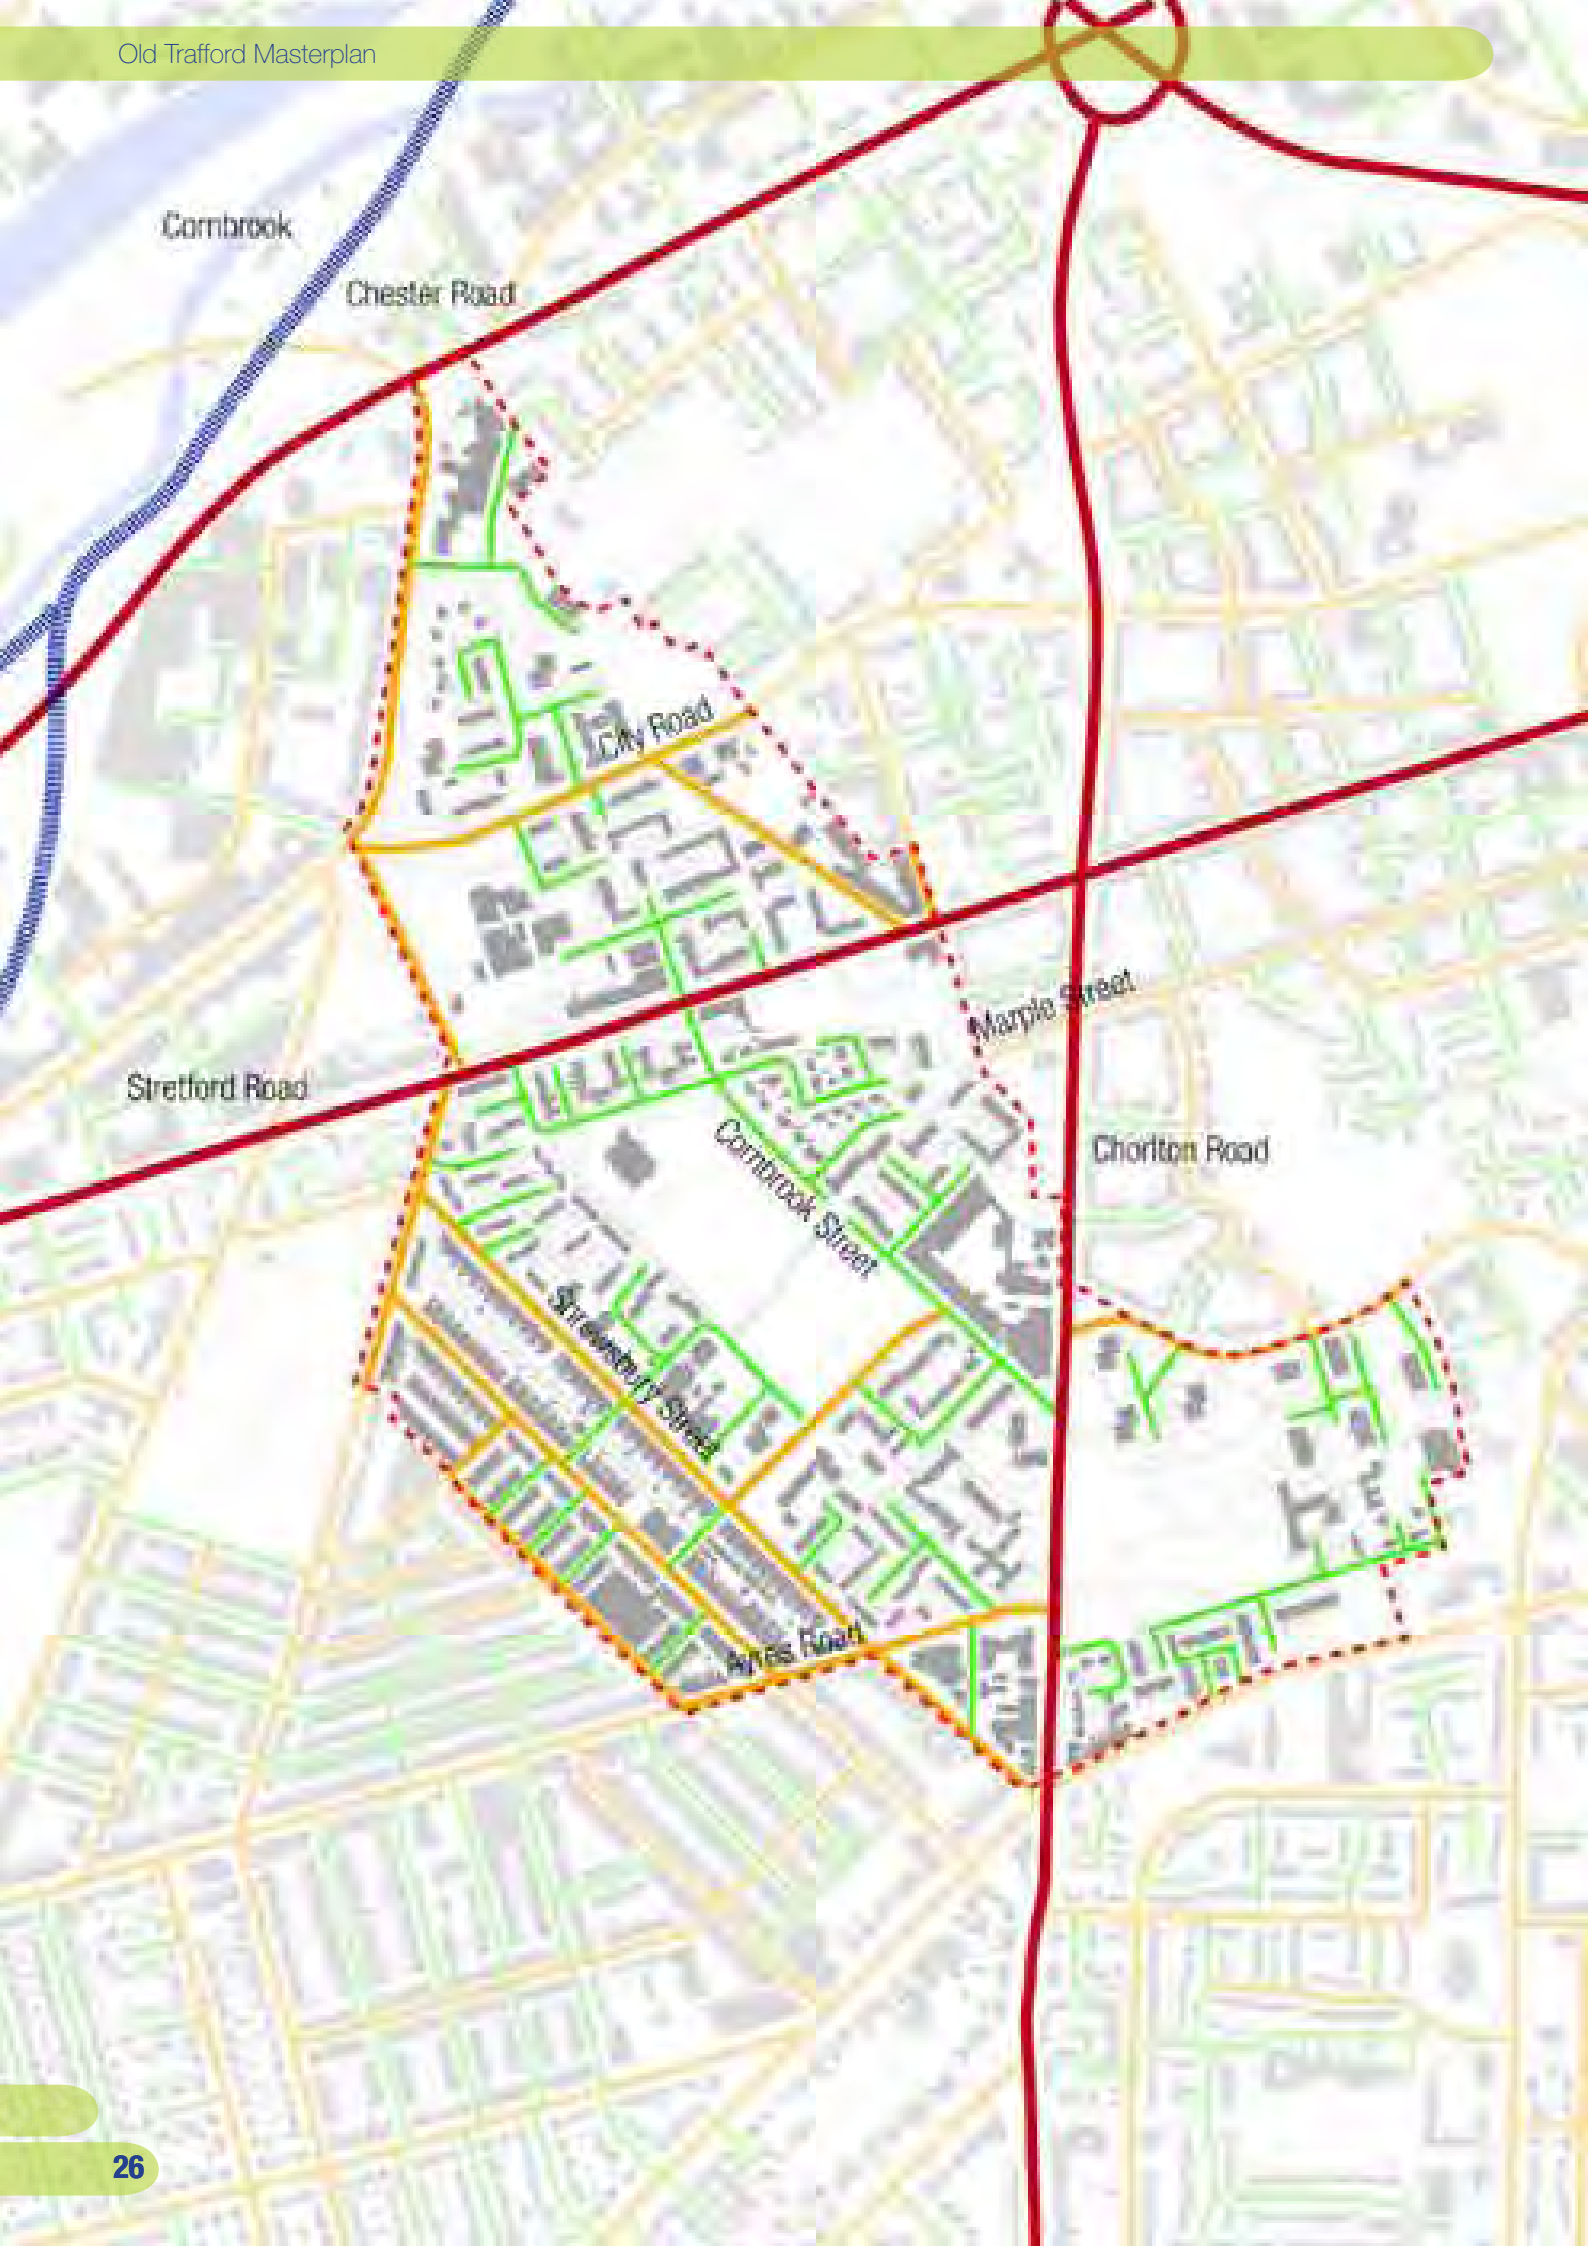 Old Trafford Masterplan
Cornbrook
Chester Road
City Road
Marple Street
Stretford Road
Chorlton Road
Cornbrook Street
Shrewsbury Street
Ayres Road
26